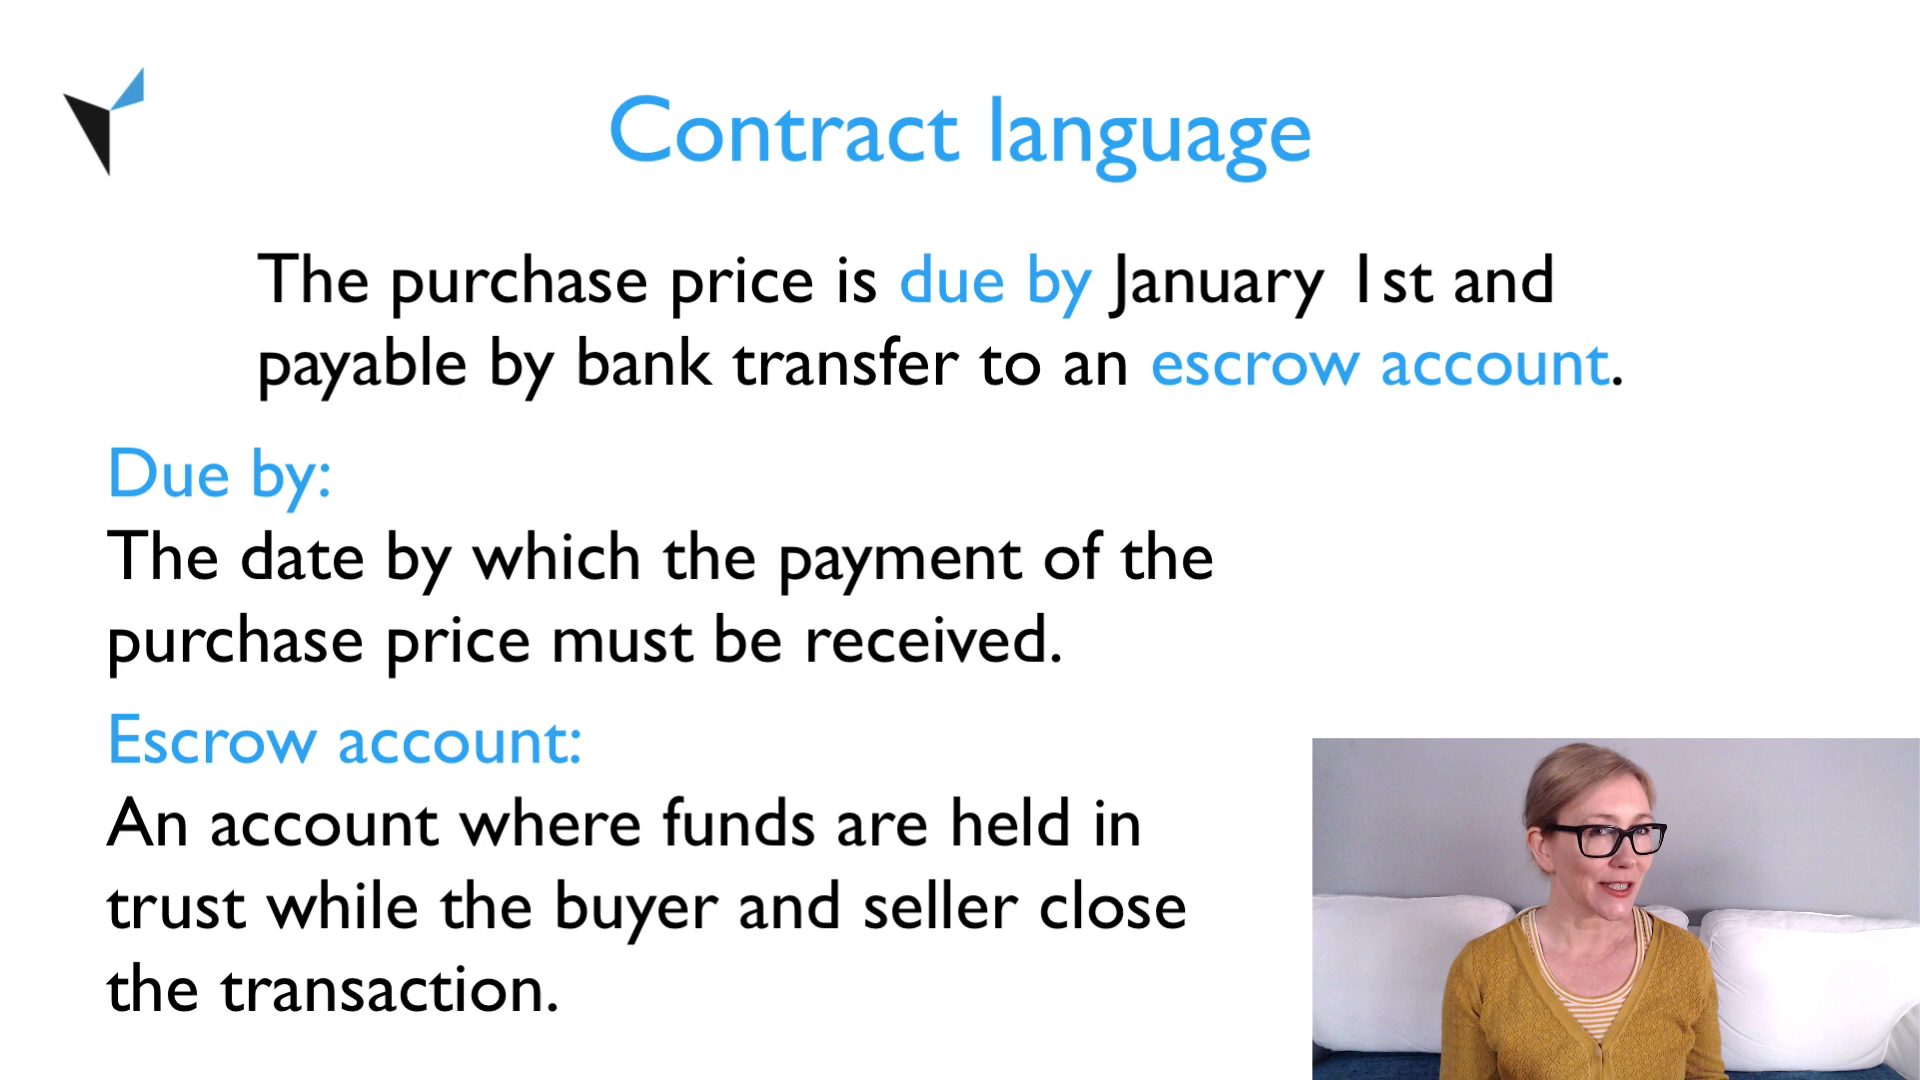 Contract language
The purchase price is due by January 1st and
payable by bank transfer to an escrow account.
Due by:
The date by which the payment of the
purchase price must be received.
Escrow account:
An account where funds are held in
trust while the buyer and seller close
the transaction.